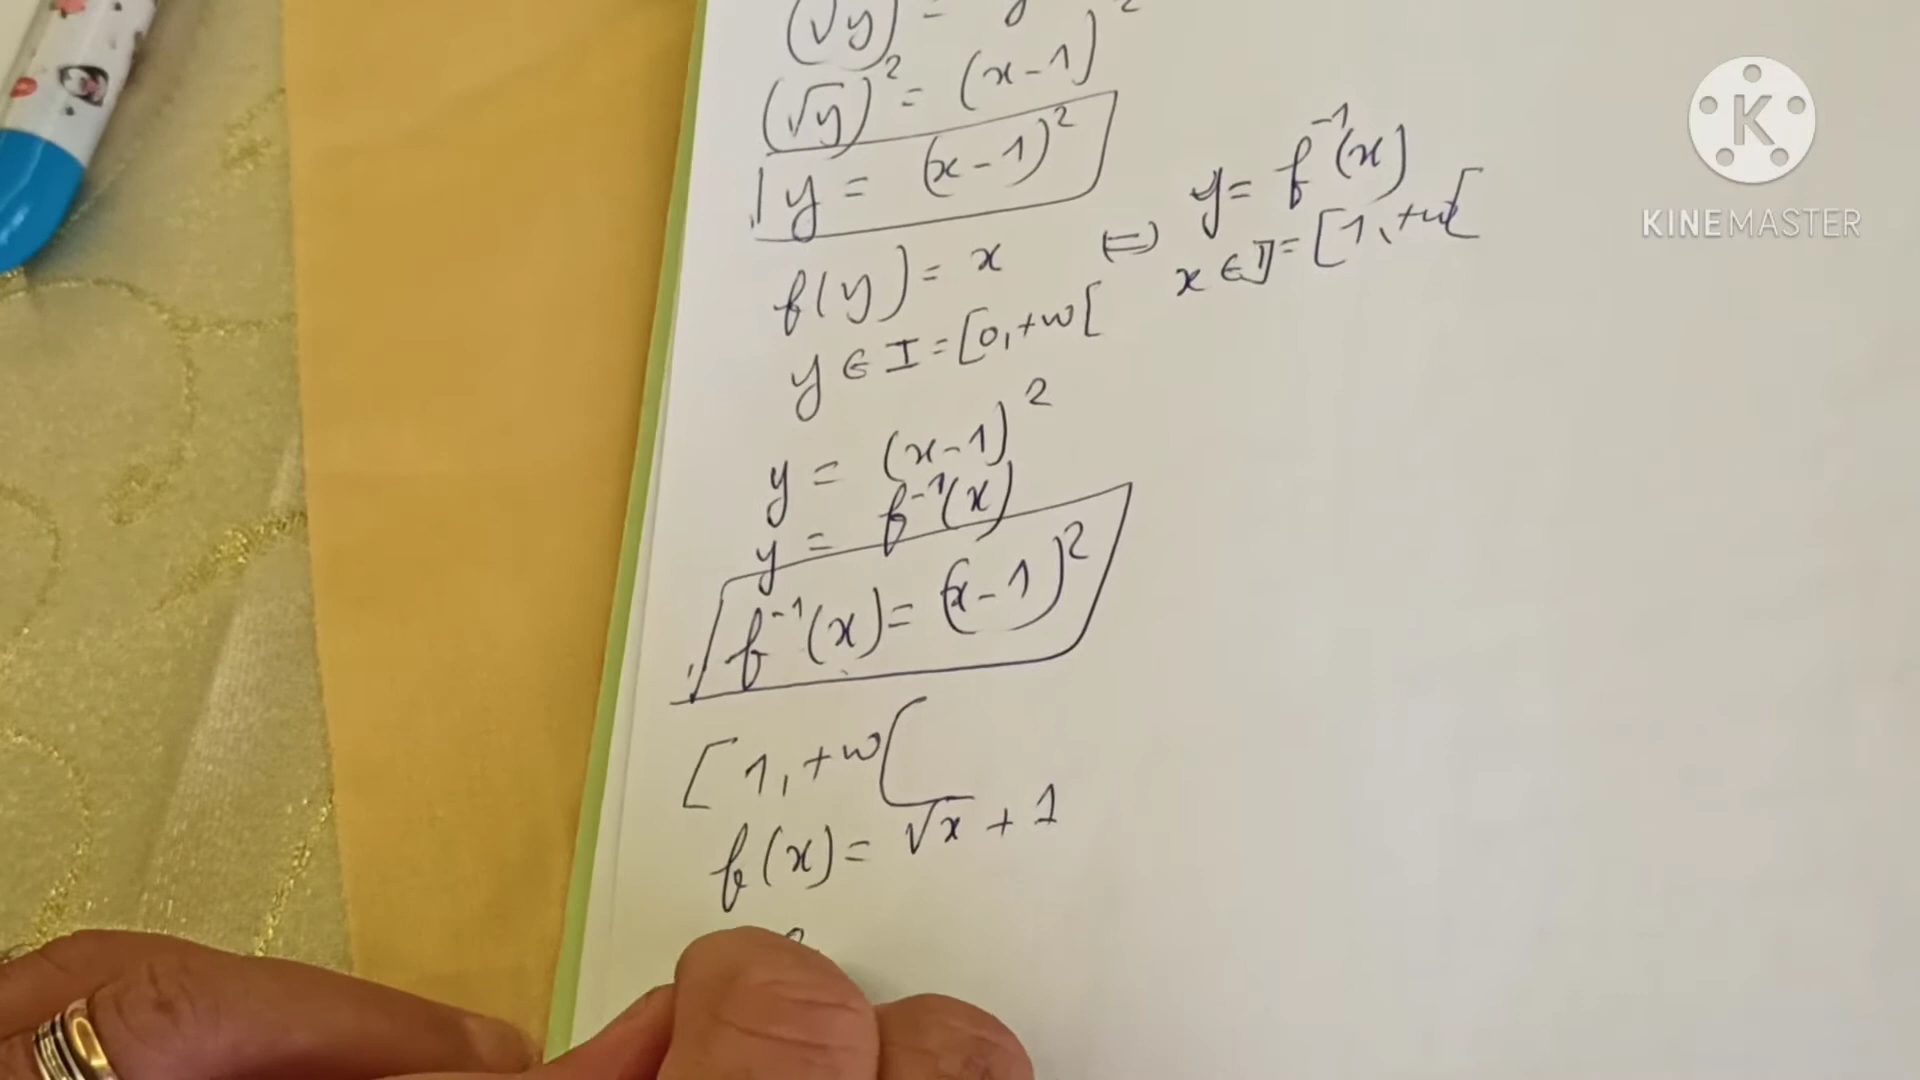 (√y)² = (x-1)²
y = (x-1)²
f(y) = x ⇔ y = f⁻¹(x)
y ∈ I = [0, +∞[ x ∈ J = [1, +∞[
y = (x-1)²
y = f⁻¹(x)
f⁻¹(x) = (x-1)²
[1, +∞[
f(x) = √x + 1
K
KINEMASTER